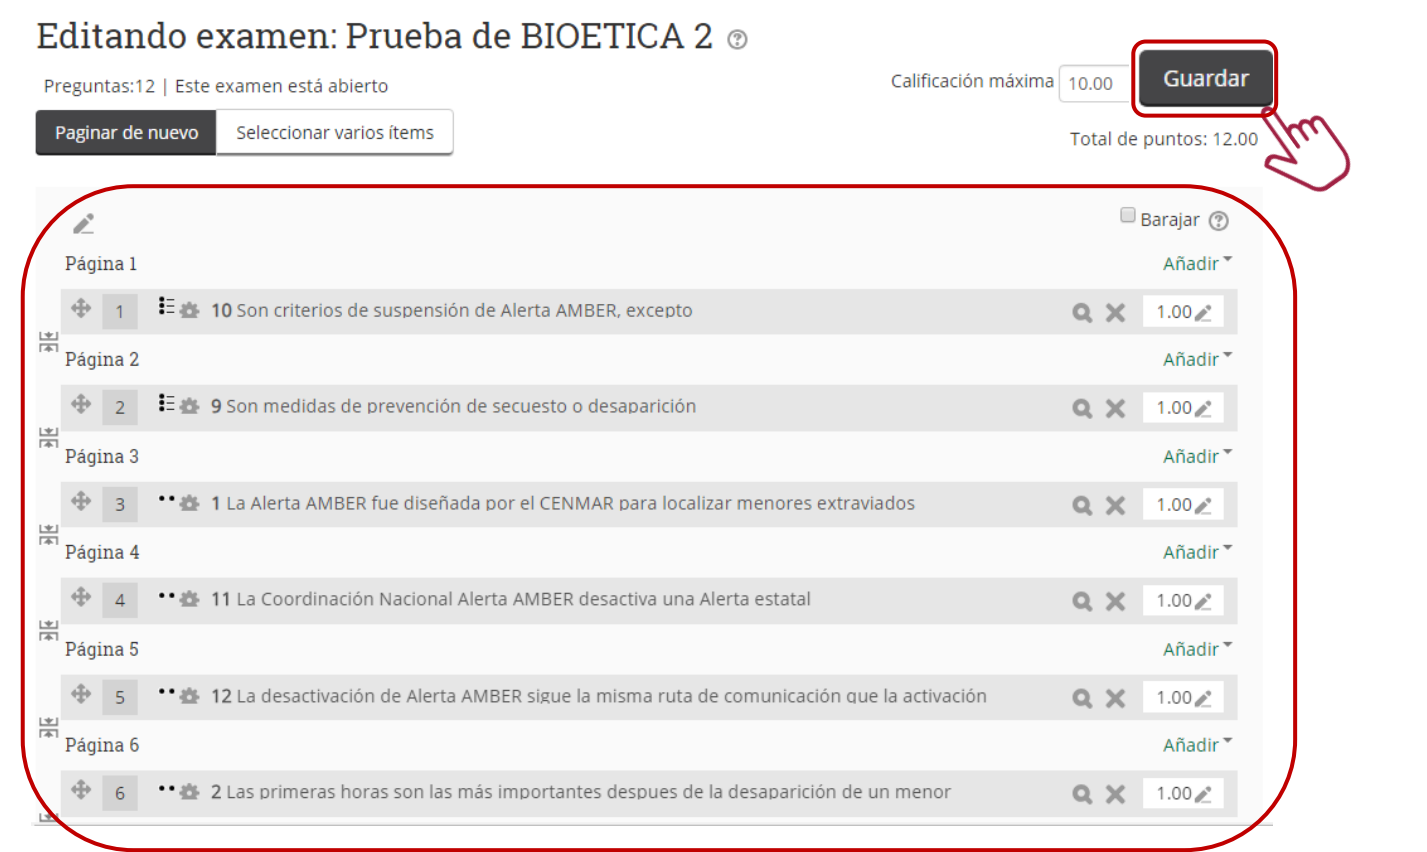 Editando examen: Prueba de BIOETICA 2
Preguntas:12 | Este examen está abierto
Calificación máxima 10.00 Guardar
Paginar de nuevo Seleccionar varios ítems
Total de puntos: 12.00
Barajar
Página 1 Añadir
1 10 Son criterios de suspensión de Alerta AMBER, excepto 1.00
Página 2 Añadir
2 9 Son medidas de prevención de secuesto o desaparición 1.00
Página 3 Añadir
3 1 La Alerta AMBER fue diseñada por el CENMAR para localizar menores extraviados 1.00
Página 4 Añadir
4 11 La Coordinación Nacional Alerta AMBER desactiva una Alerta estatal 1.00
Página 5 Añadir
5 12 La desactivación de Alerta AMBER sigue la misma ruta de comunicación que la activación 1.00
Página 6 Añadir
6 2 Las primeras horas son las más importantes despues de la desaparición de un menor 1.00